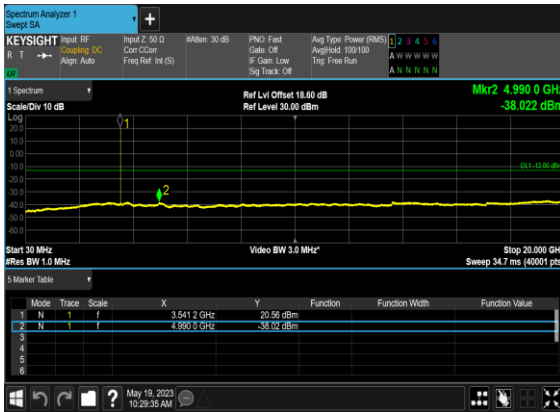 Spectrum Analyzer 1
Swept SA
+
KEYSIGHT Input: RF Input Z: 50 Ω #Atten: 30 dB PNO: Fast Avg Type: Power (RMS) 1 2 3 4 5 6
R T Coupling: DC Corr CCorr Gate: Off Avg|Hold: 100/100 A W W W W W
Align: Auto Freq Ref: Int (S) IF Gain: Low Trig: Free Run
LW Sig Track: Off A N N N N N
1 Spectrum Ref Lvl Offset 18.60 dB Mkr2 4.990 0 GHz
Scale/Div 10 dB Ref Level 30.00 dBm -38.022 dBm
Log
20.0
10.0
0.00
-10.0
-20.0
-30.0
-40.0
-50.0
-60.0
1
2
DL1 -13.00 dBm
Start 30 MHz Video BW 3.0 MHz* Stop 20.000 GHz
#Res BW 1.0 MHz Sweep 34.7 ms (40001 pts)
5 Marker Table
Mode Trace Scale X Y Function Function Width Function Value
1 N 1 f 3.541 2 GHz 20.56 dBm
2 N 1 f 4.990 0 GHz -38.02 dBm
3
4
5
6
? May 19, 2023
10:29:35 AM